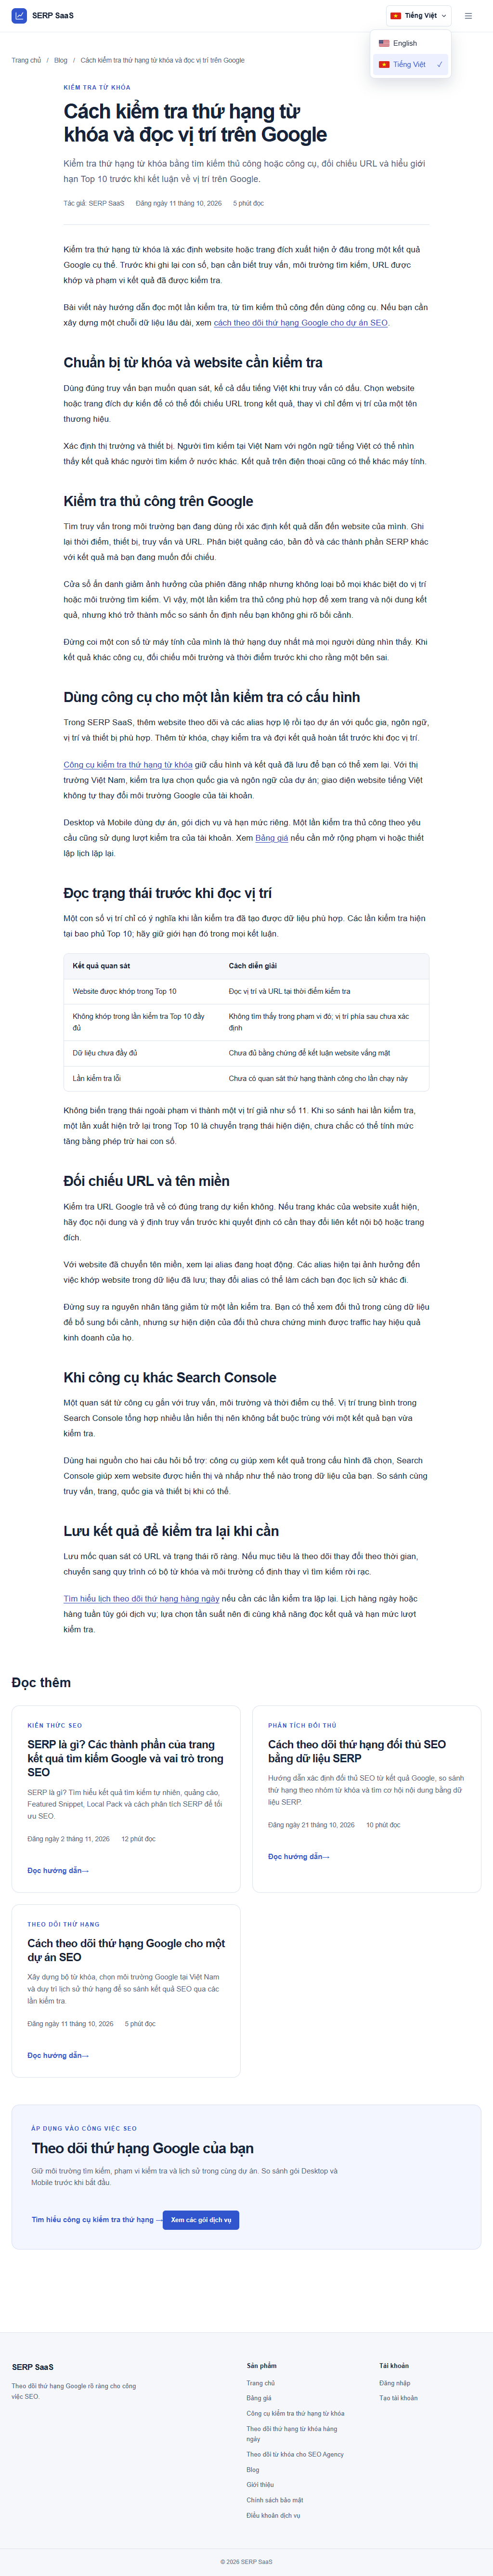 SERP SaaS
Tiếng Việt
English
Tiếng Việt ✓
Trang chủ / Blog / Cách kiểm tra thứ hạng từ khóa và đọc vị trí trên Google
KIỂM TRA TỪ KHÓA
Cách kiểm tra thứ hạng từ
khóa và đọc vị trí trên Google
Kiểm tra thứ hạng từ khóa bằng tìm kiếm thủ công hoặc công cụ, đối chiếu URL và hiểu giới
hạn Top 10 trước khi kết luận về vị trí trên Google.
Tác giả: SERP SaaS Đăng ngày 11 tháng 10, 2026 5 phút đọc
Kiểm tra thứ hạng từ khóa là xác định website hoặc trang đích xuất hiện ở đâu trong một kết quả
Google cụ thể. Trước khi ghi lại con số, bạn cần biết truy vấn, môi trường tìm kiếm, URL được
khớp và phạm vi kết quả đã được kiểm tra.
Bài viết này hướng dẫn đọc một lần kiểm tra, từ tìm kiếm thủ công đến dùng công cụ. Nếu bạn cần
xây dựng một chuỗi dữ liệu lâu dài, xem cách theo dõi thứ hạng Google cho dự án SEO.
Chuẩn bị từ khóa và website cần kiểm tra
Dùng đúng truy vấn bạn muốn quan sát, kể cả dấu tiếng Việt khi truy vấn có dấu. Chọn website
hoặc trang đích dự kiến để có thể đối chiếu URL trong kết quả, thay vì chỉ đếm vị trí của một tên
thương hiệu.
Xác định thị trường và thiết bị. Người tìm kiếm tại Việt Nam với ngôn ngữ tiếng Việt có thể nhìn
thấy kết quả khác người tìm kiếm ở nước khác. Kết quả trên điện thoại cũng có thể khác máy tính.
Kiểm tra thủ công trên Google
Tìm truy vấn trong môi trường bạn đang dùng rồi xác định kết quả dẫn đến website của mình. Ghi
lại thời điểm, thiết bị, truy vấn và URL. Phân biệt quảng cáo, bản đồ và các thành phần SERP khác
với kết quả mà bạn đang muốn đối chiếu.
Cửa sổ ẩn danh giảm ảnh hưởng của phiên đăng nhập nhưng không loại bỏ mọi khác biệt do vị trí
hoặc môi trường tìm kiếm. Vì vậy, một lần kiểm tra thủ công phù hợp để xem trang và nội dung kết
quả, nhưng khó trở thành mốc so sánh ổn định nếu bạn không ghi rõ bối cảnh.
Đừng coi một con số từ máy tính của mình là thứ hạng duy nhất mà mọi người dùng nhìn thấy. Khi
kết quả khác công cụ, đối chiếu môi trường và thời điểm trước khi cho rằng một bên sai.
Dùng công cụ cho một lần kiểm tra có cấu hình
Trong SERP SaaS, thêm website theo dõi và các alias hợp lệ rồi tạo dự án với quốc gia, ngôn ngữ,
vị trí và thiết bị phù hợp. Thêm từ khóa, chạy kiểm tra và đợi kết quả hoàn tất trước khi đọc vị trí.
Công cụ kiểm tra thứ hạng từ khóa giữ cấu hình và kết quả đã lưu để bạn có thể xem lại. Với thị
trường Việt Nam, kiểm tra lựa chọn quốc gia và ngôn ngữ của dự án; giao diện website tiếng Việt
không tự thay đổi môi trường Google của tài khoản.
Desktop và Mobile dùng dự án, gói dịch vụ và hạn mức riêng. Một lần kiểm tra thủ công theo yêu
cầu cũng sử dụng lượt kiểm tra của tài khoản. Xem Bảng giá nếu cần mở rộng phạm vi hoặc thiết
lập lịch lặp lại.
Đọc trạng thái trước khi đọc vị trí
Một con số vị trí chỉ có ý nghĩa khi lần kiểm tra đã tạo được dữ liệu phù hợp. Các lần kiểm tra hiện
tại bao phủ Top 10; hãy giữ giới hạn đó trong mọi kết luận.
Kết quả quan sát Cách diễn giải
Website được khớp trong Top 10 Đọc vị trí và URL tại thời điểm kiểm tra
Không khớp trong lần kiểm tra Top 10 đầy Không tìm thấy trong phạm vi đó; vị trí phía sau chưa xác
đủ định
Dữ liệu chưa đầy đủ Chưa đủ bằng chứng để kết luận website vắng mặt
Lần kiểm tra lỗi Chưa có quan sát thứ hạng thành công cho lần chạy này
Không biến trạng thái ngoài phạm vi thành một vị trí giả như số 11. Khi so sánh hai lần kiểm tra,
một lần xuất hiện trở lại trong Top 10 là chuyển trạng thái hiện diện, chưa chắc có thể tính mức
tăng bằng phép trừ hai con số.
Đối chiếu URL và tên miền
Kiểm tra URL Google trả về có đúng trang dự kiến không. Nếu trang khác của website xuất hiện,
hãy đọc nội dung và ý định truy vấn trước khi quyết định có cần thay đổi liên kết nội bộ hoặc trang
đích.
Với website đã chuyển tên miền, xem lại alias đang hoạt động. Các alias hiện tại ảnh hưởng đến
việc khớp website trong dữ liệu đã lưu; thay đổi alias có thể làm cách bạn đọc lịch sử khác đi.
Đừng suy ra nguyên nhân tăng giảm từ một lần kiểm tra. Bạn có thể xem đối thủ trong cùng dữ liệu
để bổ sung bối cảnh, nhưng sự hiện diện của đối thủ chưa chứng minh được traffic hay hiệu quả
kinh doanh của họ.
Khi công cụ khác Search Console
Một quan sát từ công cụ gắn với truy vấn, môi trường và thời điểm cụ thể. Vị trí trung bình trong
Search Console tổng hợp nhiều lần hiển thị nên không bắt buộc trùng với một kết quả bạn vừa
kiểm tra.
Dùng hai nguồn cho hai câu hỏi bổ trợ: công cụ giúp xem kết quả trong cấu hình đã chọn, Search
Console giúp xem website được hiển thị và nhấp như thế nào trong dữ liệu của bạn. So sánh cùng
truy vấn, trang, quốc gia và thiết bị khi có thể.
Lưu kết quả để kiểm tra lại khi cần
Lưu mốc quan sát có URL và trạng thái rõ ràng. Nếu mục tiêu là theo dõi thay đổi theo thời gian,
chuyển sang quy trình có bộ từ khóa và môi trường cố định thay vì tìm kiếm rời rạc.
Tìm hiểu lịch theo dõi thứ hạng hàng ngày nếu cần các lần kiểm tra lặp lại. Lịch hàng ngày hoặc
hàng tuần tùy gói dịch vụ; lựa chọn tần suất nên đi cùng khả năng đọc kết quả và hạn mức lượt
kiểm tra.
Đọc thêm
KIẾN THỨC SEO
SERP là gì? Các thành phần của trang
kết quả tìm kiếm Google và vai trò trong
SEO
SERP là gì? Tìm hiểu kết quả tìm kiếm tự nhiên, quảng cáo,
Featured Snippet, Local Pack và cách phân tích SERP để tối
ưu SEO.
Đăng ngày 2 tháng 11, 2026 12 phút đọc
Đọc hướng dẫn→
PHÂN TÍCH ĐỐI THỦ
Cách theo dõi thứ hạng đối thủ SEO
bằng dữ liệu SERP
Hướng dẫn xác định đối thủ SEO từ kết quả Google, so sánh
thứ hạng theo nhóm từ khóa và tìm cơ hội nội dung bằng dữ
liệu SERP.
Đăng ngày 21 tháng 10, 2026 10 phút đọc
Đọc hướng dẫn→
THEO DÕI THỨ HẠNG
Cách theo dõi thứ hạng Google cho một
dự án SEO
Xây dựng bộ từ khóa, chọn môi trường Google tại Việt Nam
và duy trì lịch sử thứ hạng để so sánh kết quả SEO qua các
lần kiểm tra.
Đăng ngày 11 tháng 10, 2026 5 phút đọc
Đọc hướng dẫn→
ÁP DỤNG VÀO CÔNG VIỆC SEO
Theo dõi thứ hạng Google của bạn
Giữ môi trường tìm kiếm, phạm vi kiểm tra và lịch sử trong cùng dự án. So sánh gói Desktop và
Mobile trước khi bắt đầu.
Tìm hiểu công cụ kiểm tra thứ hạng → Xem các gói dịch vụ
SERP SaaS
Theo dõi thứ hạng Google rõ ràng cho công
việc SEO.
Sản phẩm
Trang chủ
Bảng giá
Công cụ kiểm tra thứ hạng từ khóa
Theo dõi thứ hạng từ khóa hàng
ngày
Theo dõi từ khóa cho SEO Agency
Blog
Giới thiệu
Chính sách bảo mật
Điều khoản dịch vụ
Tài khoản
Đăng nhập
Tạo tài khoản
© 2026 SERP SaaS